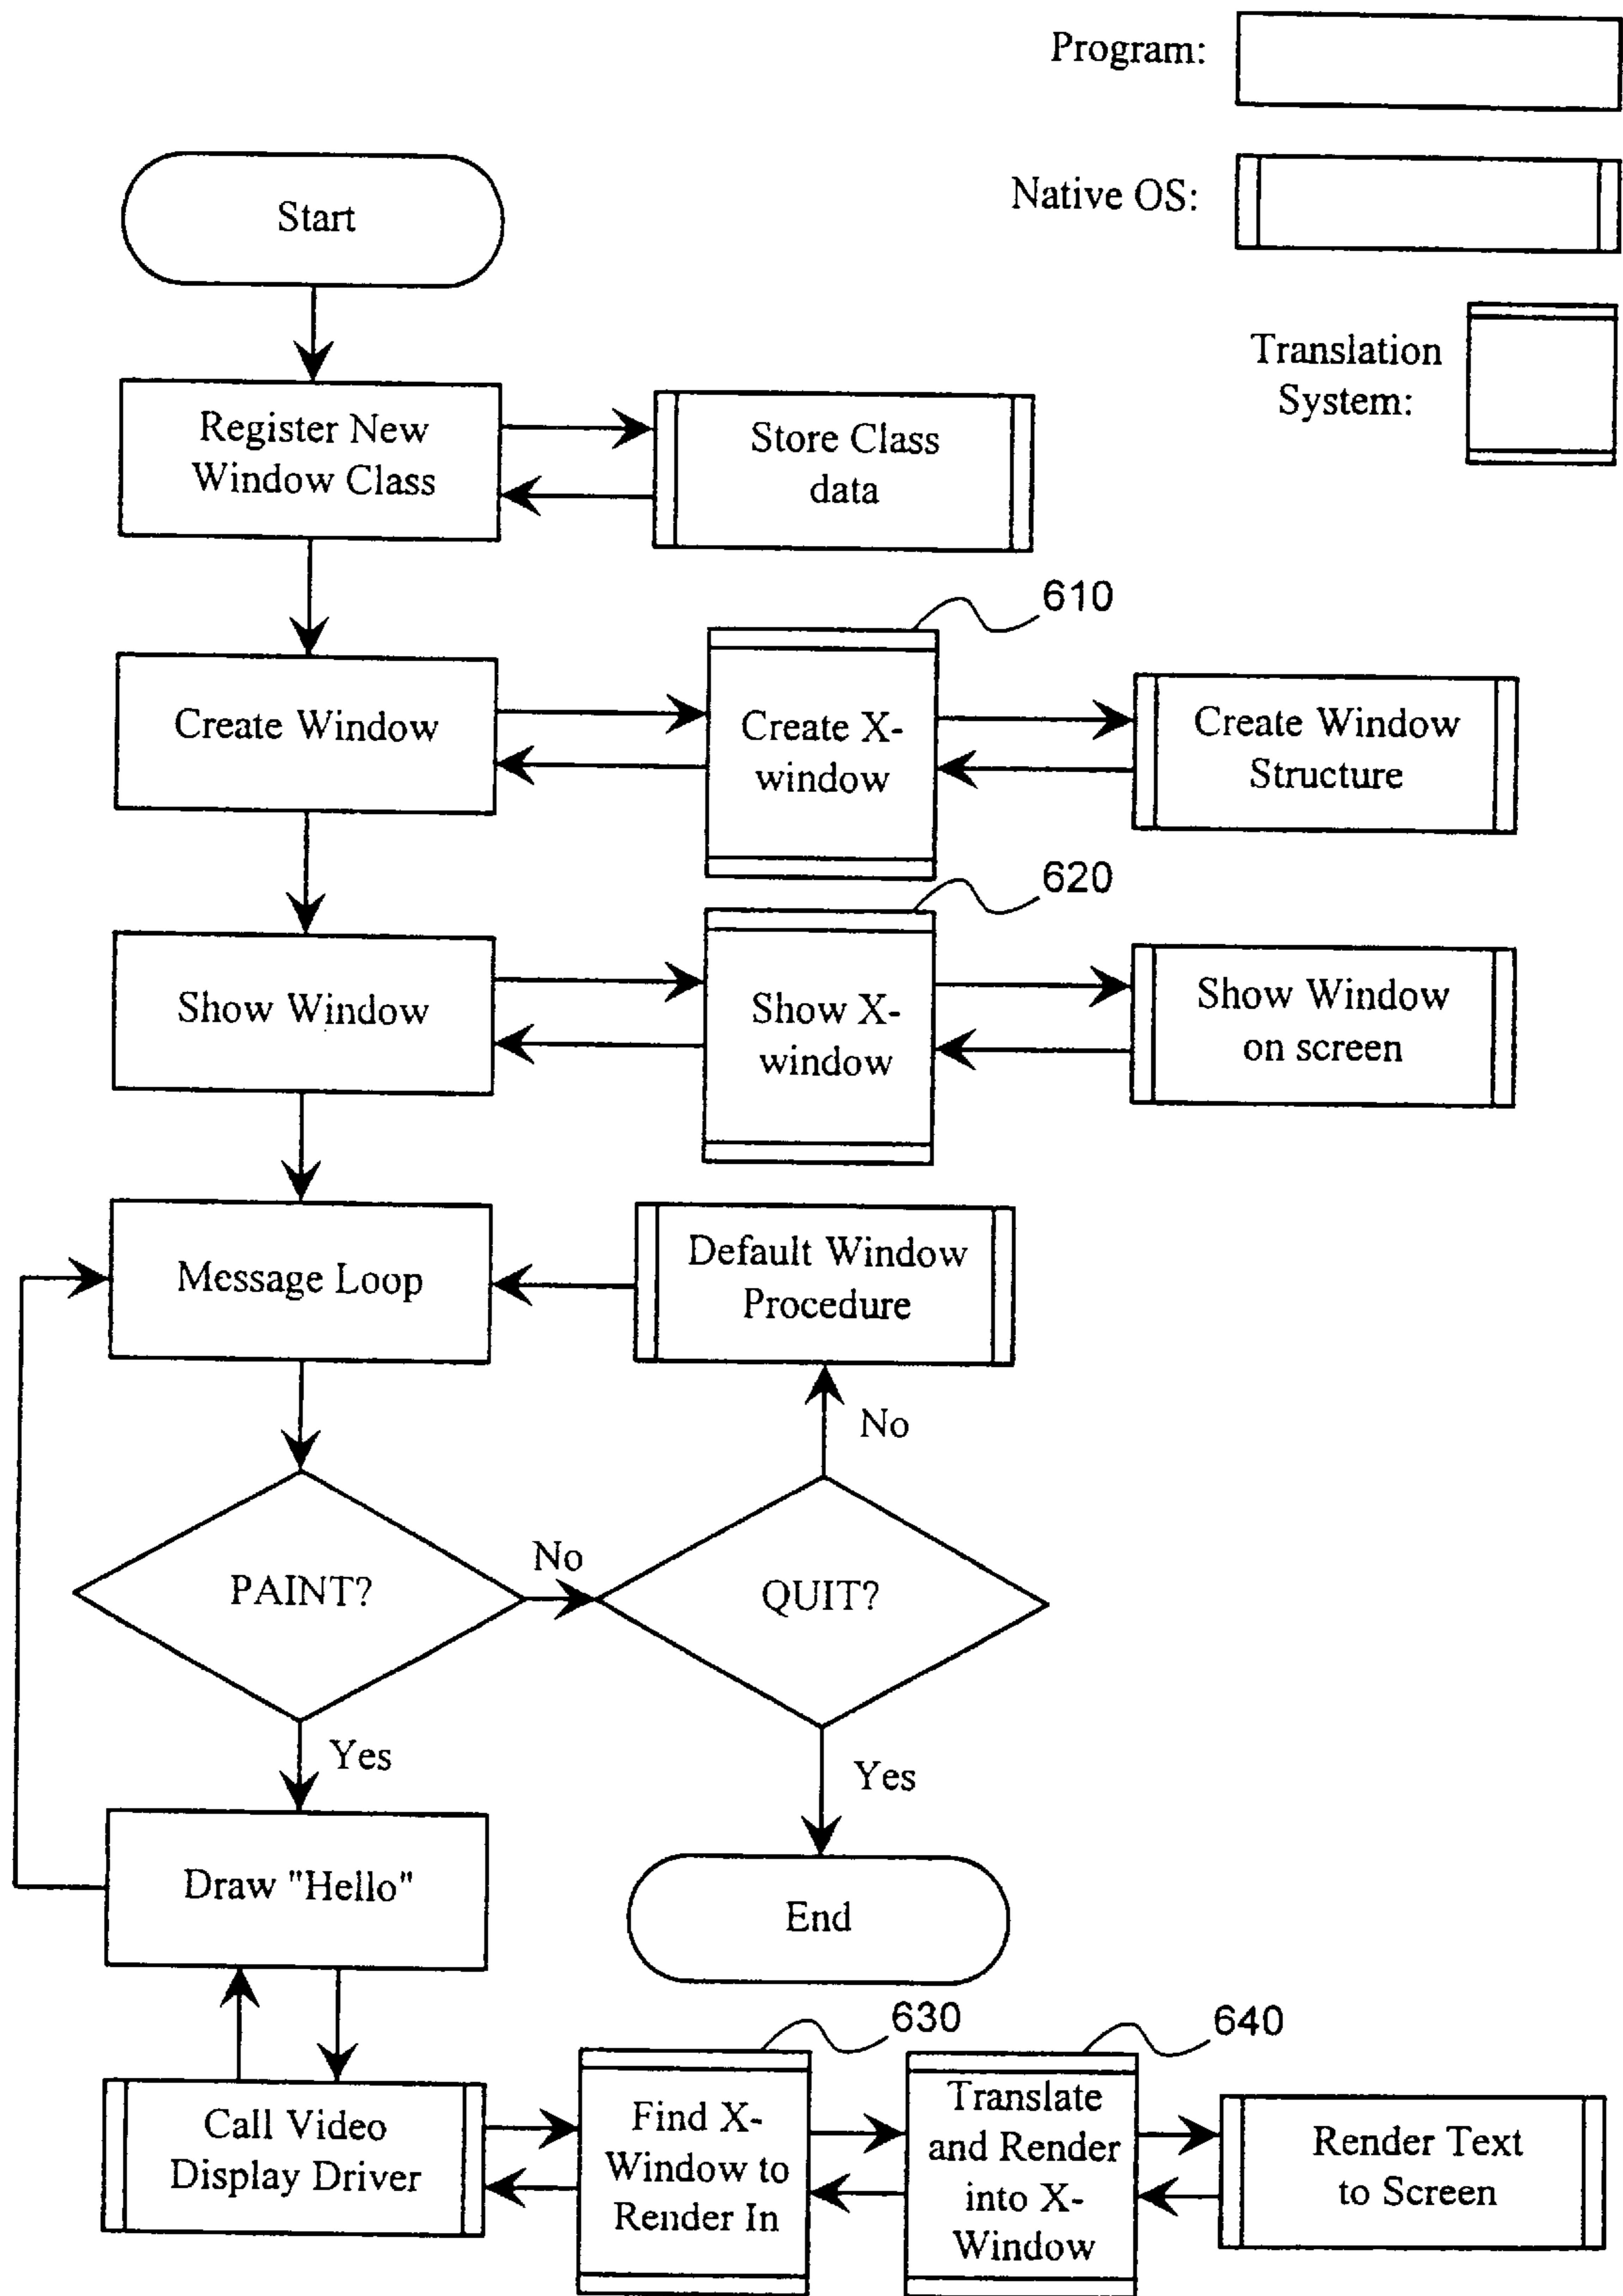 Program:
Native OS:
Translation
System:
Start
Register New
Window Class
Store Class
data
610
Create Window
Create X-
window
Create Window
Structure
620
Show Window
Show X-
window
Show Window
on screen
Message Loop
Default Window
Procedure
No
PAINT?
No
QUIT?
Yes
Yes
Draw "Hello"
End
630
640
Call Video
Display Driver
Find X-
Window to
Render In
Translate
and Render
into X-
Window
Render Text
to Screen